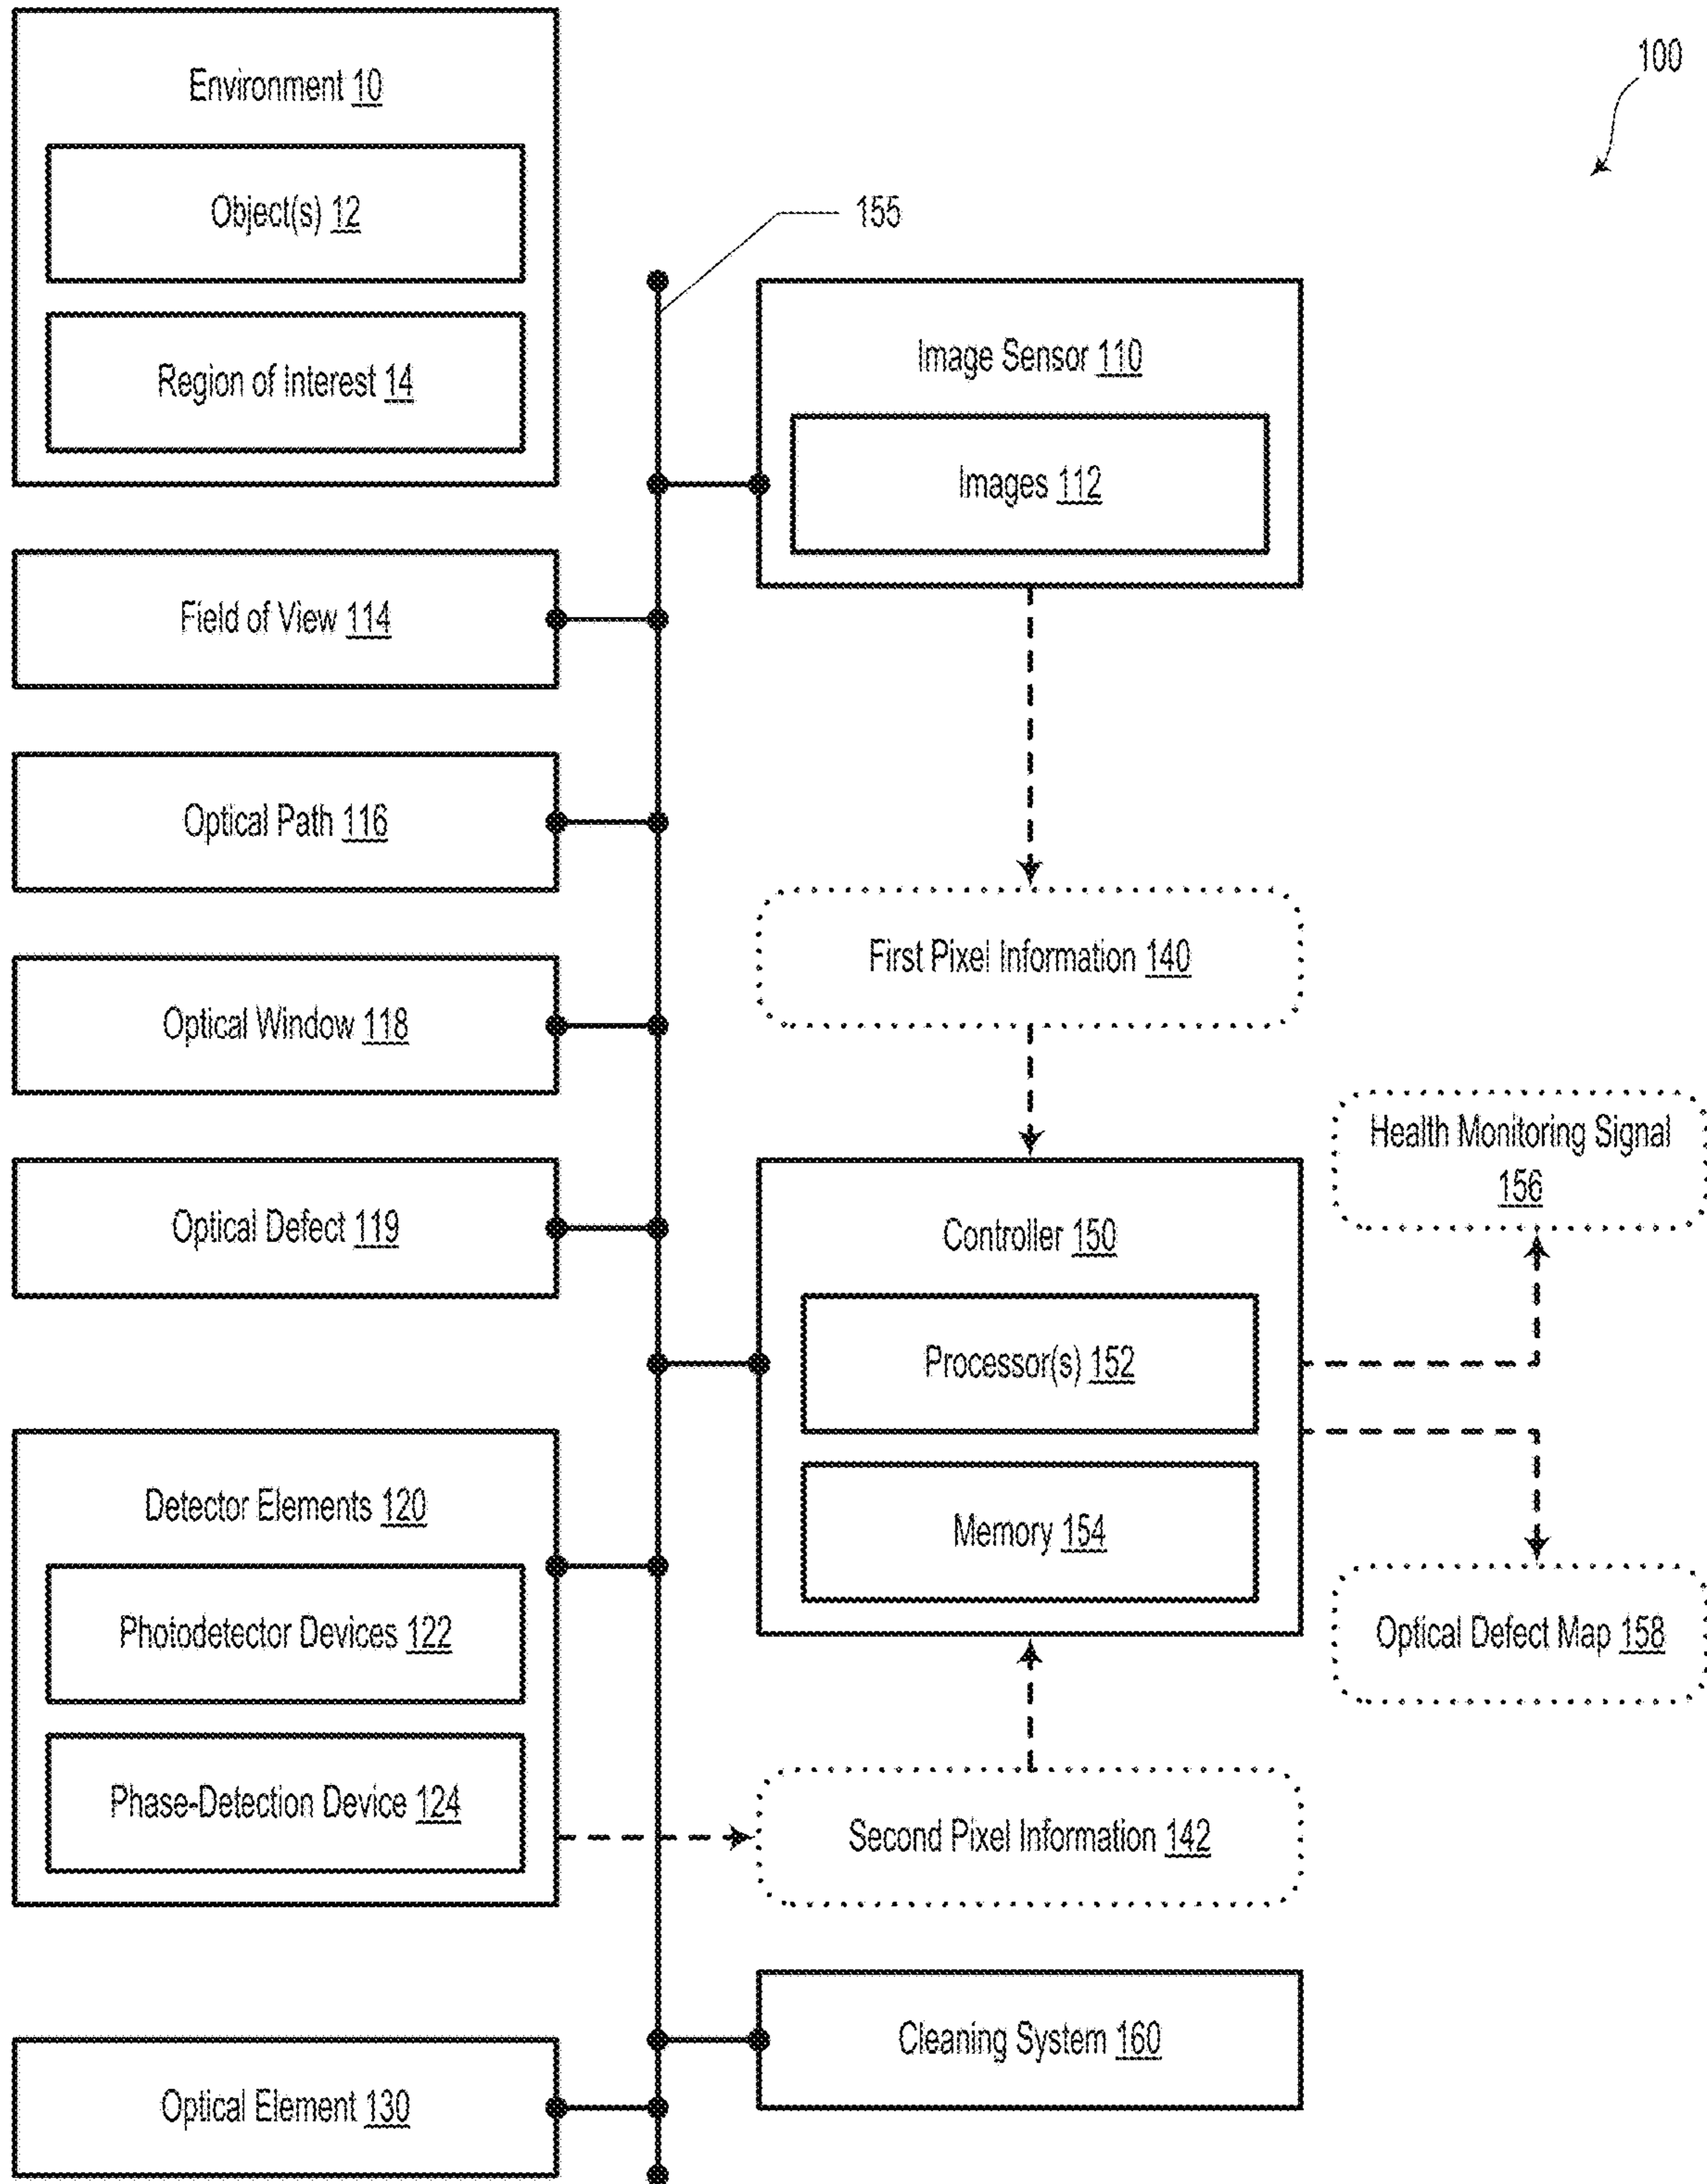 100
Environment 10
Object(s) 12
Region of Interest 14
155
Image Sensor 110
Images 112
Field of View 114
Optical Path 116
First Pixel Information 140
Optical Window 118
Health Monitoring Signal
156
Optical Defect 119
Controller 150
Processor(s) 152
Memory 154
Detector Elements 120
Photodetector Devices 122
Phase-Detection Device 124
Optical Defect Map 158
Second Pixel Information 142
Cleaning System 160
Optical Element 130